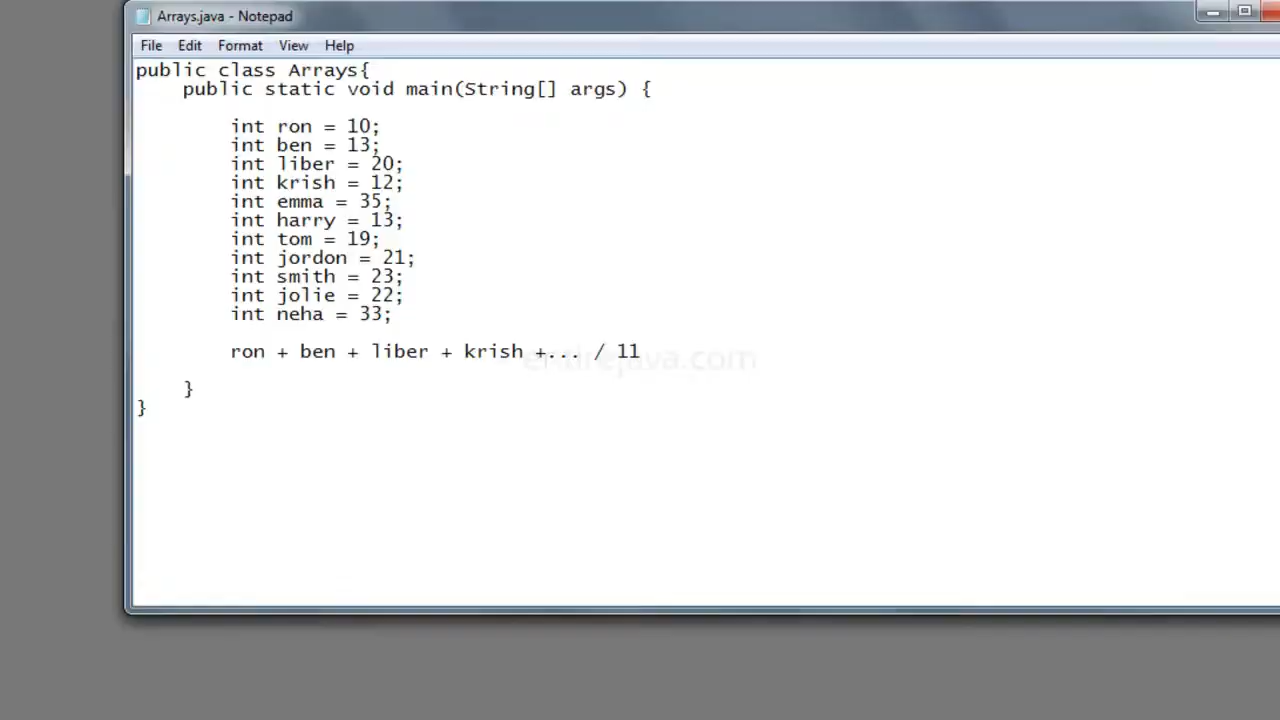 Arrays.java - Notepad
File Edit Format View Help
public class Arrays{
public static void main(String[] args) {
int ron = 10;
int ben = 13;
int liber = 20;
int krish = 12;
int emma = 35;
int harry = 13;
int tom = 19;
int jordon = 21;
int smith = 23;
int jolie = 22;
int neha = 33;
ron + ben + liber + krish +... / 11
}
}